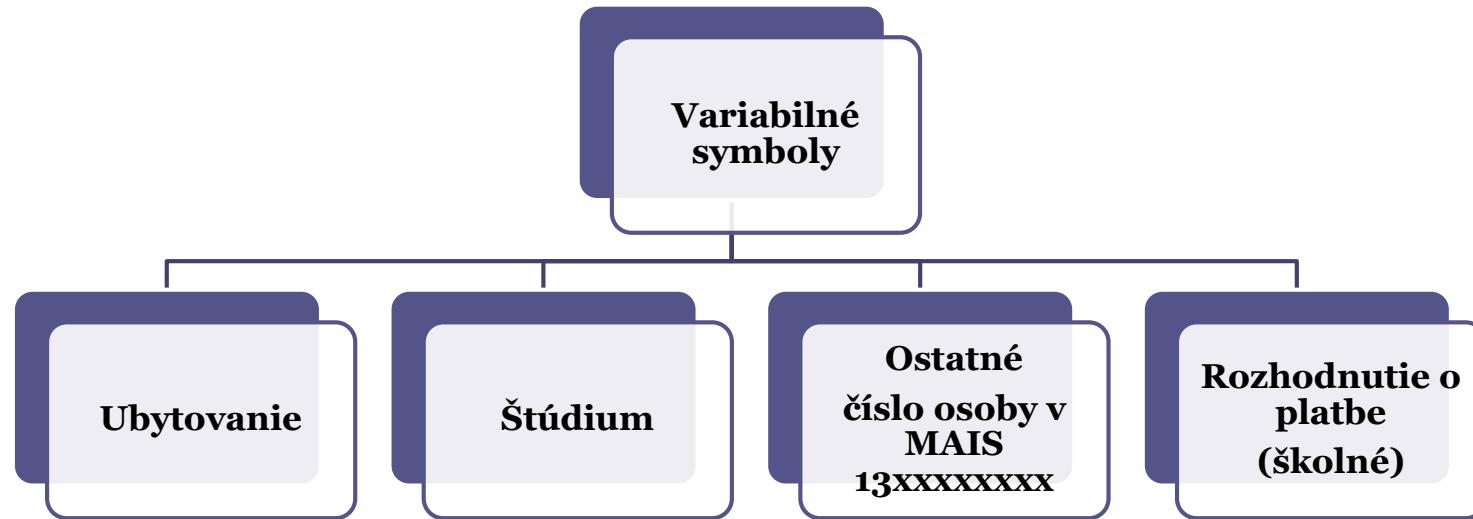 Variabilné
symboly
Ubytovanie
Štúdium
Ostatné
číslo osoby v
MAIS
13xxxxxxxx
Rozhodnutie o
platbe
(školné)